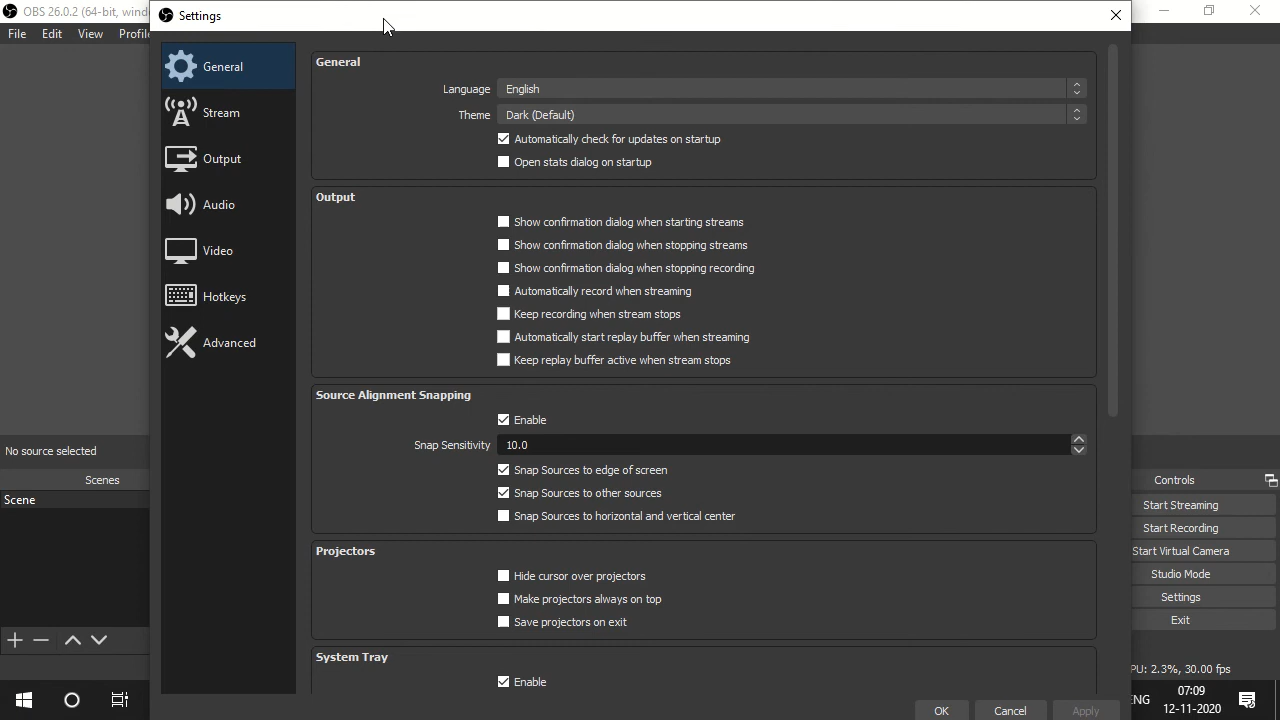 OBS 26.0.2 (64-bit, windo
Settings
File Edit View Profile
General
Stream
Output
Audio
Video
Hotkeys
Advanced
General
Language English
Theme Dark (Default)
Automatically check for updates on startup
Open stats dialog on startup
Output
Show confirmation dialog when starting streams
Show confirmation dialog when stopping streams
Show confirmation dialog when stopping recording
Automatically record when streaming
Keep recording when stream stops
Automatically start replay buffer when streaming
Keep replay buffer active when stream stops
Source Alignment Snapping
Enable
Snap Sensitivity 10.0
Snap Sources to edge of screen
Snap Sources to other sources
Snap Sources to horizontal and vertical center
Projectors
Hide cursor over projectors
Make projectors always on top
Save projectors on exit
System Tray
Enable
OK Cancel Apply
No source selected
Scenes
Scene
Controls
Start Streaming
Start Recording
Start Virtual Camera
Studio Mode
Settings
Exit
PU: 2.3%, 30.00 fps
ENG
07:09
12-11-2020